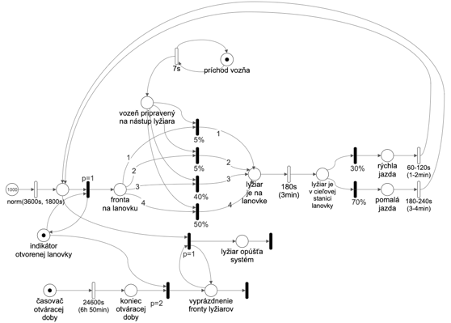 7s
príchod vozňa
vozeň pripravený
na nástup lyžiara
1
5%
1
2
5%
2
3
40%
3
4
50%
4
1000
norm(3600s, 1800s)
p=1
fronta
na lanovku
lyžiar
je na
lanovke
180s
(3min)
lyžiar je
v cieľovej
stanici
lanovky
30%
rýchla
jazda
60-120s
(1-2min)
70%
pomalá
jazda
180-240s
(3-4min)
indikátor
otvorenej lanovky
p=1
lyžiar opúšťa
systém
časovač
otváracej
doby
24600s
(6h 50min)
koniec
otváracej
doby
p=2
vyprázdnenie
fronty lyžiarov